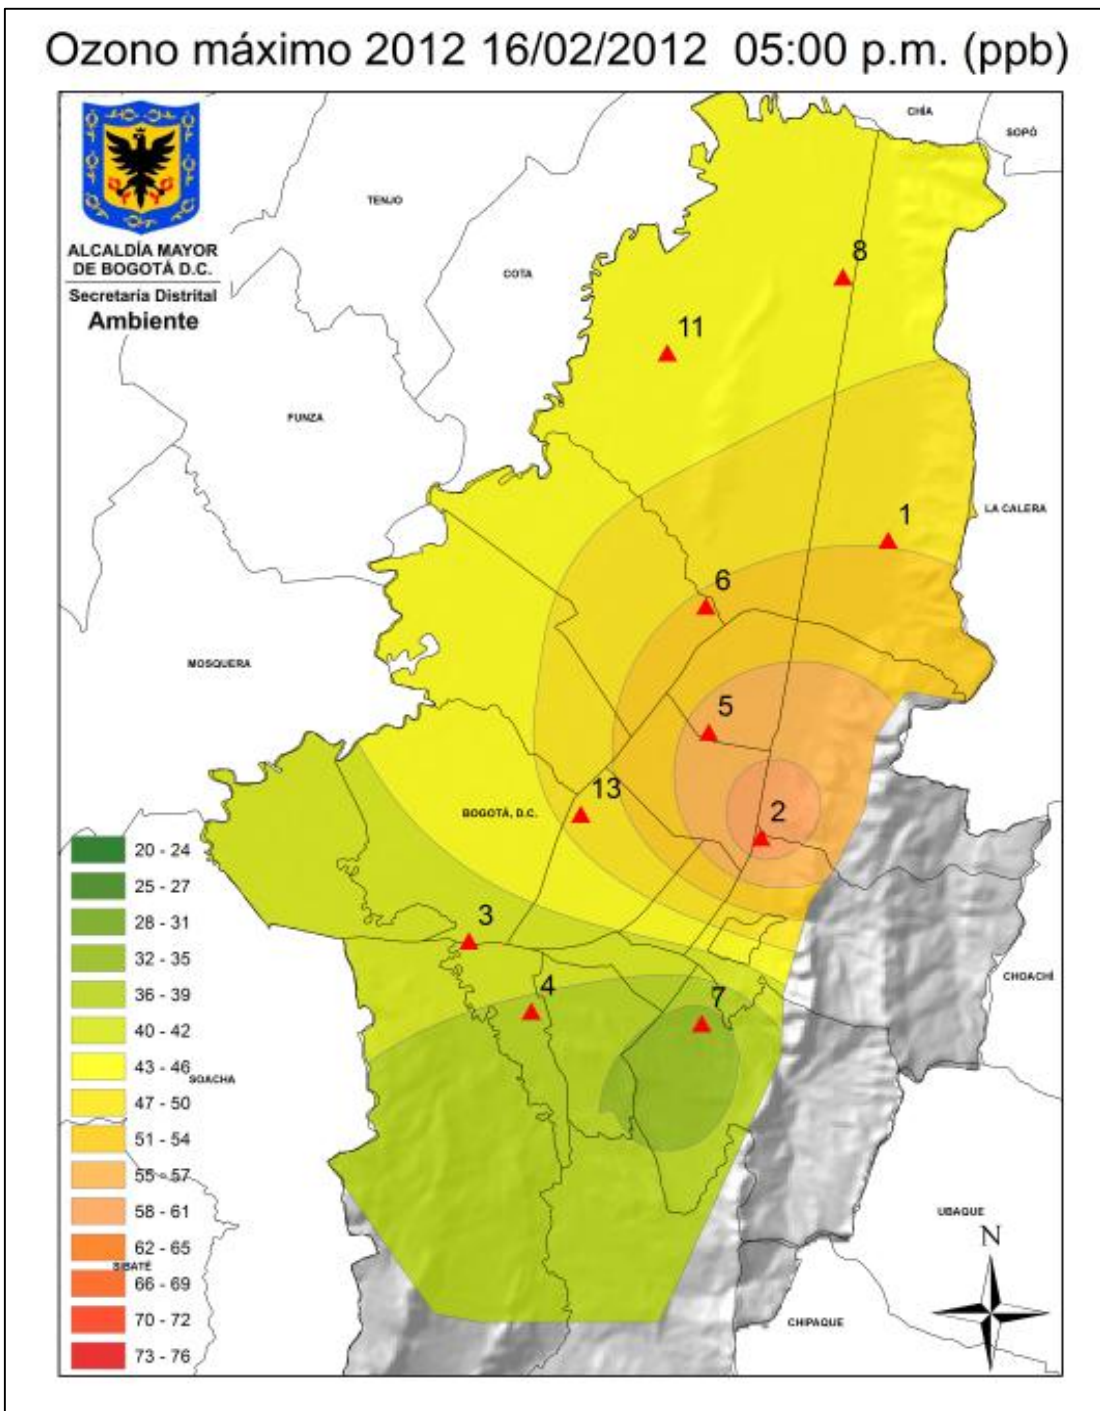 Ozono máximo 2012 16/02/2012 05:00 p.m. (ppb)
ALCALDÍA MAYOR
DE BOGOTÁ D.C.
Secretaría Distrital
Ambiente
CHÍA
SOPÓ
TENJO
COTA
8
11
FUNZA
1
LA CALERA
6
MOSQUERA
5
13
BOGOTÁ, D.C.
2
3
4
7
CHOACHÍ
20 - 24
25 - 27
28 - 31
32 - 35
36 - 39
40 - 42
43 - 46
SOACHA
47 - 50
51 - 54
55 - 57
58 - 61
62 - 65
SIBATÉ
66 - 69
70 - 72
73 - 76
UBAQUE
N
CHIPAQUE